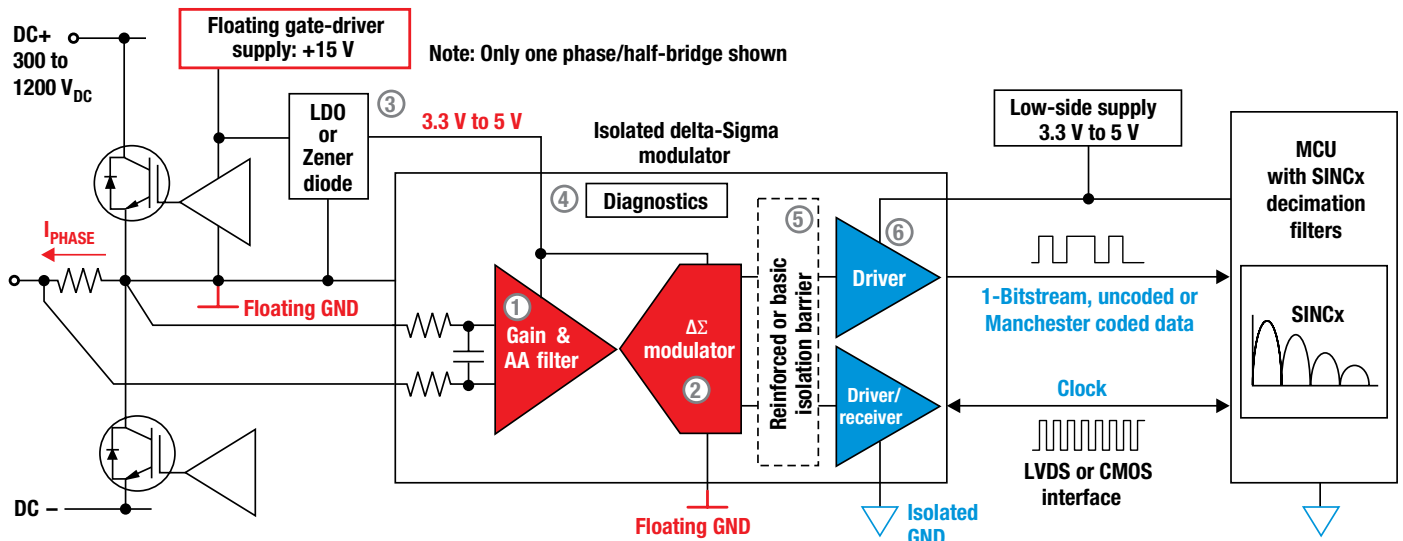 DC+
300 to
1200 VDC
Floating gate-driver
supply: +15 V
Note: Only one phase/half-bridge shown
LDO
or
Zener
diode
③
3.3 V to 5 V
Isolated delta-Sigma
modulator
Low-side supply
3.3 V to 5 V
MCU
with SINCx
decimation
filters
④
Diagnostics
⑤
Reinforced or basic
isolation barrier
⑥
Driver
IPHASE
Floating GND
①
Gain &
AA filter
ΔΣ
modulator
②
1-Bitstream, uncoded or
Manchester coded data
SINCx
Driver/
receiver
Clock
LVDS or CMOS
interface
DC –
Floating GND
Isolated
GND